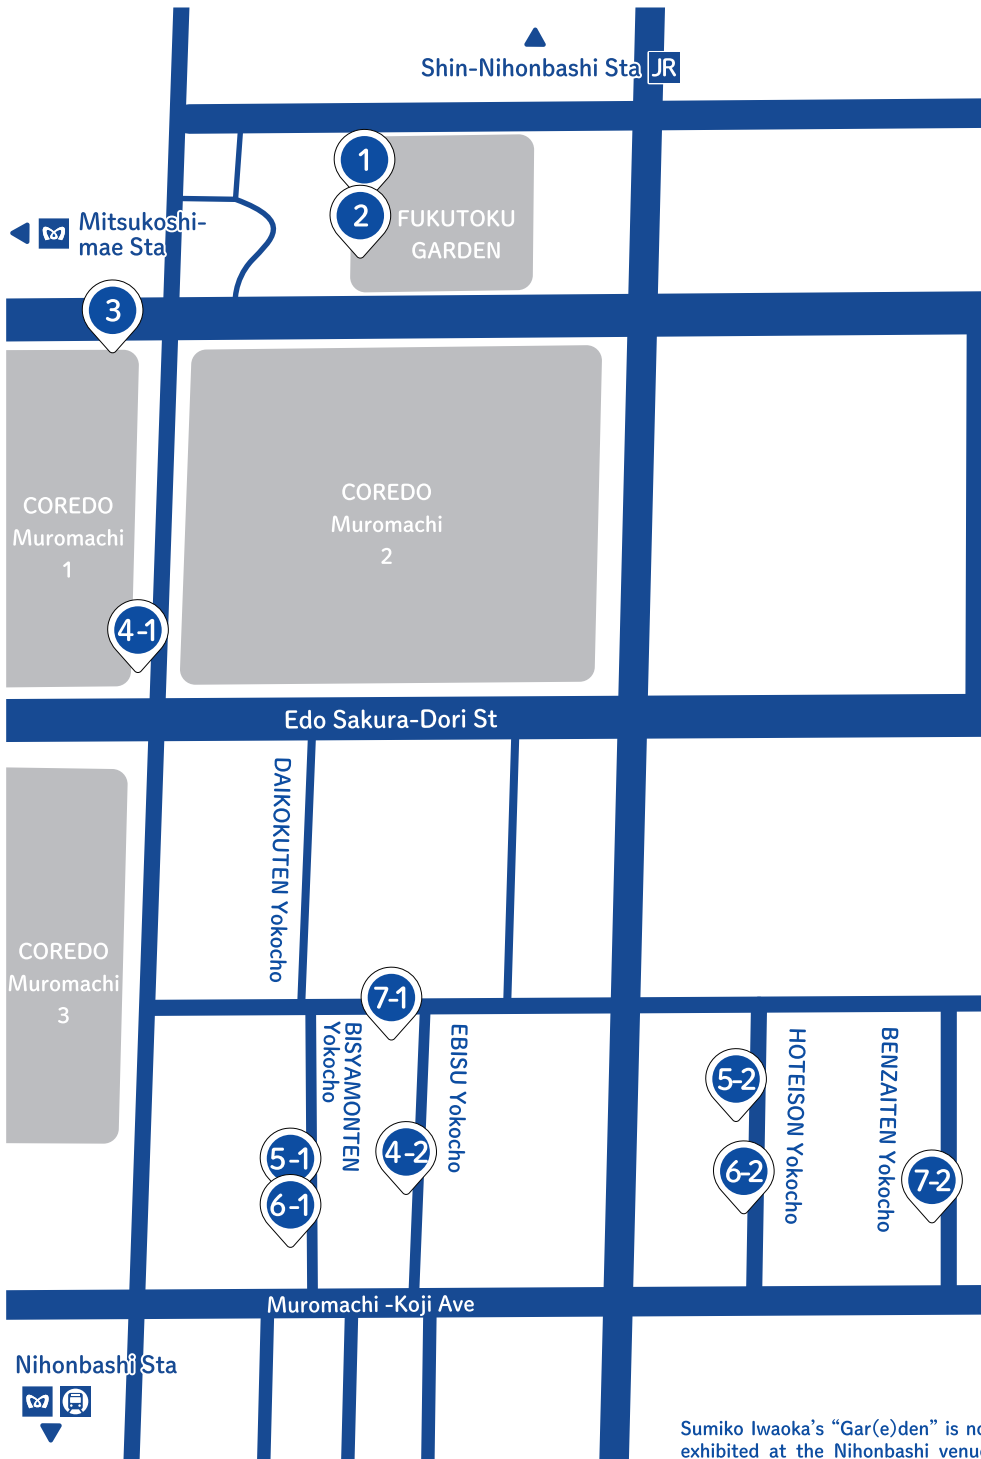 Shin-Nihonbashi Sta JR
1
2
FUKUTOKU
GARDEN
Mitsukoshi-
mae Sta
3
COREDO
Muromachi
1
COREDO
Muromachi
2
4-1
Edo Sakura-Dori St
DAIKOKUTEN Yokocho
COREDO
Muromachi
3
7-1
BISYAMONTEN
Yokocho
EBISU Yokocho
HOTEISON Yokocho
BENZAITEN Yokocho
5-1
6-1
4-2
5-2
6-2
7-2
Muromachi -Koji Ave
Nihonbashi Sta
Sumiko Iwaoka's “Gar(e)den” is
exhibited at the Nihonbashi